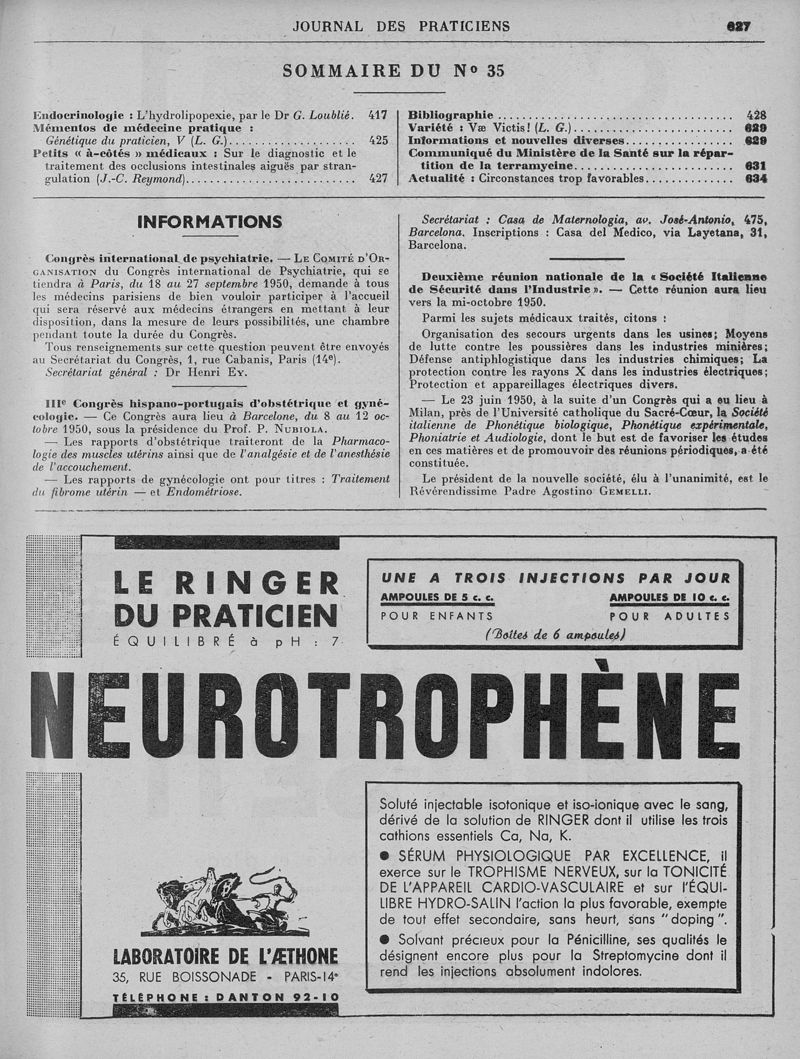 JOURNAL DES PRATICIENS 627
SOMMAIRE DU Nº 35
Endocrinologie : L'hydrolipopexie, par le Dr G. Loublié. 417
Mémentos de médecine pratique :
Génétique du praticien, V (L. G.).................... 425
Petits « à-côtés » médicaux : Sur le diagnostic et le
traitement des occlusions intestinales aiguës par stran-
gulation (J.-C. Reymond)........................... 427
Bibliographie .................................... 428
Variété : Væ Victis! (L. G.)......................... 629
Informations et nouvelles diverses................. 629
Communiqué du Ministère de la Santé sur la répar-
tition de la terramycine......................... 631
Actualité : Circonstances trop favorables.............. 634
INFORMATIONS
Congrès international de psychiatrie. — LE COMITÉ D'OR-
GANISATION du Congrès international de Psychiatrie, qui se
tiendra à Paris, du 18 au 27 septembre 1950, demande à tous
les médecins parisiens de bien vouloir participer à l'accueil
qui sera réservé aux médecins étrangers en mettant à leur
disposition, dans la mesure de leurs possibilités, une chambre
pendant toute la durée du Congrès.
Tous renseignements sur cette question peuvent être envoyés
au Secrétariat du Congrès, 1, rue Cabanis, Paris (14e).
Secrétariat général : Dr Henri EY.
IIIe Congrès hispano-portugais d'obstétrique et gyné-
cologie. — Ce Congrès aura lieu à Barcelone, du 8 au 12 oc-
tobre 1950, sous la présidence du Prof. P. NUBIOLA.
— Les rapports d'obstétrique traiteront de la Pharmaco-
logie des muscles utérins ainsi que de l'analgésie et de l'anesthésie
de l'accouchement.
— Les rapports de gynécologie ont pour titres : Traitement
du fibrome utérin — et Endométriose.
Secrétariat : Casa de Maternologia, av. José-Antonio, 475,
Barcelona. Inscriptions : Casa del Medico, via Layetana, 31,
Barcelona.
Deuxième réunion nationale de la « Société Italienne
de Sécurité dans l'Industrie ». — Cette réunion aura lieu
vers la mi-octobre 1950.
Parmi les sujets médicaux traités, citons :
Organisation des secours urgents dans les usines; Moyens
de lutte contre les poussières dans les industries minières;
Défense antiphlogistique dans les industries chimiques; La
protection contre les rayons X dans les industries électriques;
Protection et appareillages électriques divers.
— Le 23 juin 1950, à la suite d'un Congrès qui a eu lieu à
Milan, près de l'Université catholique du Sacré-Cœur, la Société
italienne de Phonétique biologique, Phonétique expérimentale,
Phoniatrie et Audiologie, dont le but est de favoriser les études
en ces matières et de promouvoir des réunions périodiques, a été
constituée.
Le président de la nouvelle société, élu à l'unanimité, est le
Révérendissime Padre Agostino GEMELLI.
LE RINGER
DU PRATICIEN
ÉQUILIBRÉ à pH : 7
UNE A TROIS INJECTIONS PAR JOUR
AMPOULES DE 5 c. c. AMPOULES DE 10 c. c.
POUR ENFANTS POUR ADULTES
(Boîtes de 6 ampoules)
NEUROTROPHÈNE
Soluté injectable isotonique et iso-ionique avec le sang,
dérivé de la solution de RINGER dont il utilise les trois
cathions essentiels Ca, Na, K.
● SÉRUM PHYSIOLOGIQUE PAR EXCELLENCE, il
exerce sur le TROPHISME NERVEUX, sur la TONICITÉ
DE L'APPAREIL CARDIO-VASCULAIRE et sur l'ÉQUI-
LIBRE HYDRO-SALIN l'action la plus favorable, exempte
de tout effet secondaire, sans heurt, sans "doping".
● Solvant précieux pour la Pénicilline, ses qualités le
désignent encore plus pour la Streptomycine dont il
rend les injections absolument indolores.
LABORATOIRE DE L'ÆTHONE
35, RUE BOISSONADE - PARIS-14e
TÉLÉPHONE : DANTON 92-10